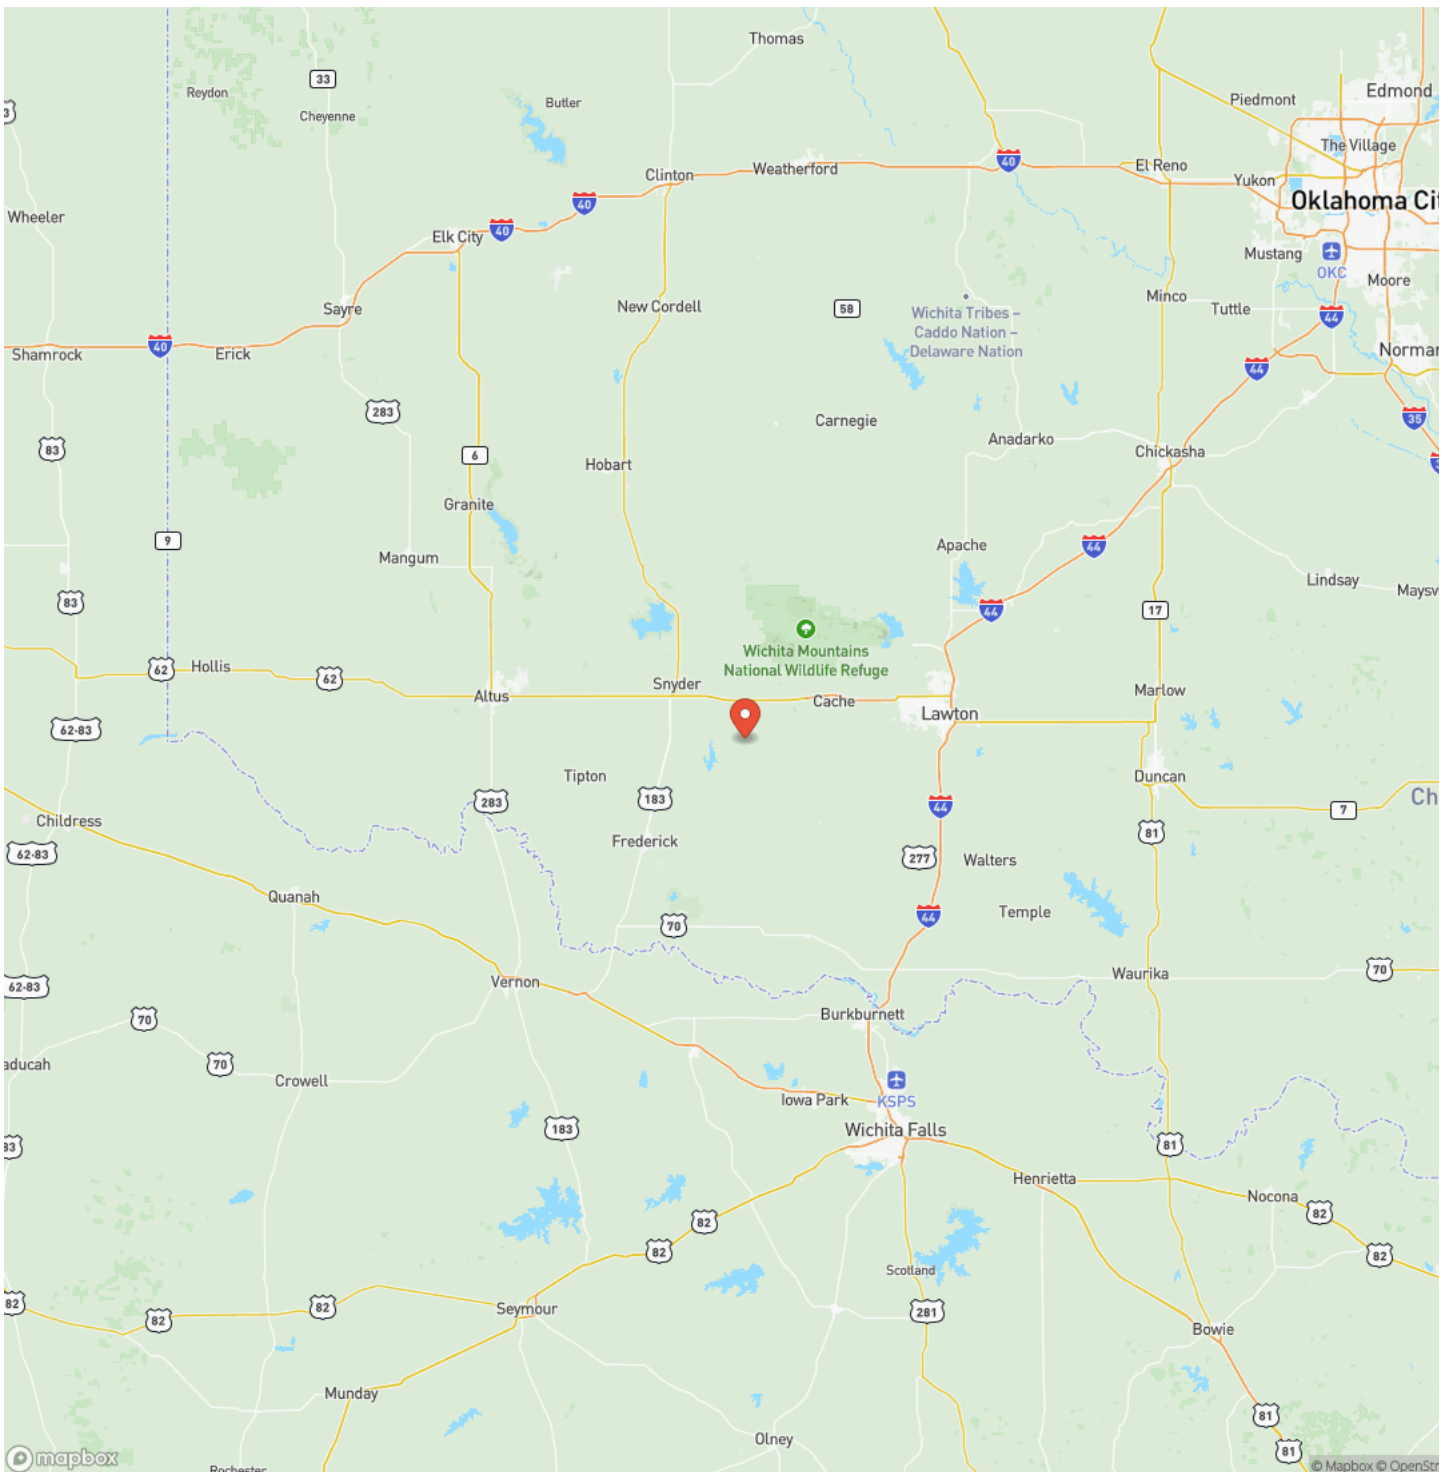 Thomas
33
Reydon
Cheyenne
Butler
Piedmont
Edmond
3
The Village
40
Weatherford
El Reno
Clinton
Yukon
40
Oklahoma Cit
Wheeler
40
Elk City
Mustang
OKC
Moore
Sayre
New Cordell
58
Wichita Tribes –
Caddo Nation –
Delaware Nation
Minco
Tuttle
44
Shamrock
40
Erick
Norman
44
283
35
Carnegie
83
6
Anadarko
Chickasha
Hobart
Granite
9
Mangum
Apache
44
Lindsay
Maysv
83
44
17
Wichita Mountains
National Wildlife Refuge
62
Hollis
62
Altus
Snyder
Cache
Marlow
Lawton
62-83
Tipton
Duncan
283
183
44
7
Ch
Childress
62-83
Frederick
277
Walters
81
Quanah
70
44
Temple
62-83
Vernon
Waurika
70
70
Burkburnett
aducah
70
Crowell
KSPS
Iowa Park
183
Wichita Falls
83
81
Henrietta
Nocona
82
82
82
82
Scotland
82
82
82
Seymour
281
Bowie
Munday
81
Olney
81
mapbox
Rochester
© Mapbox © OpenStr